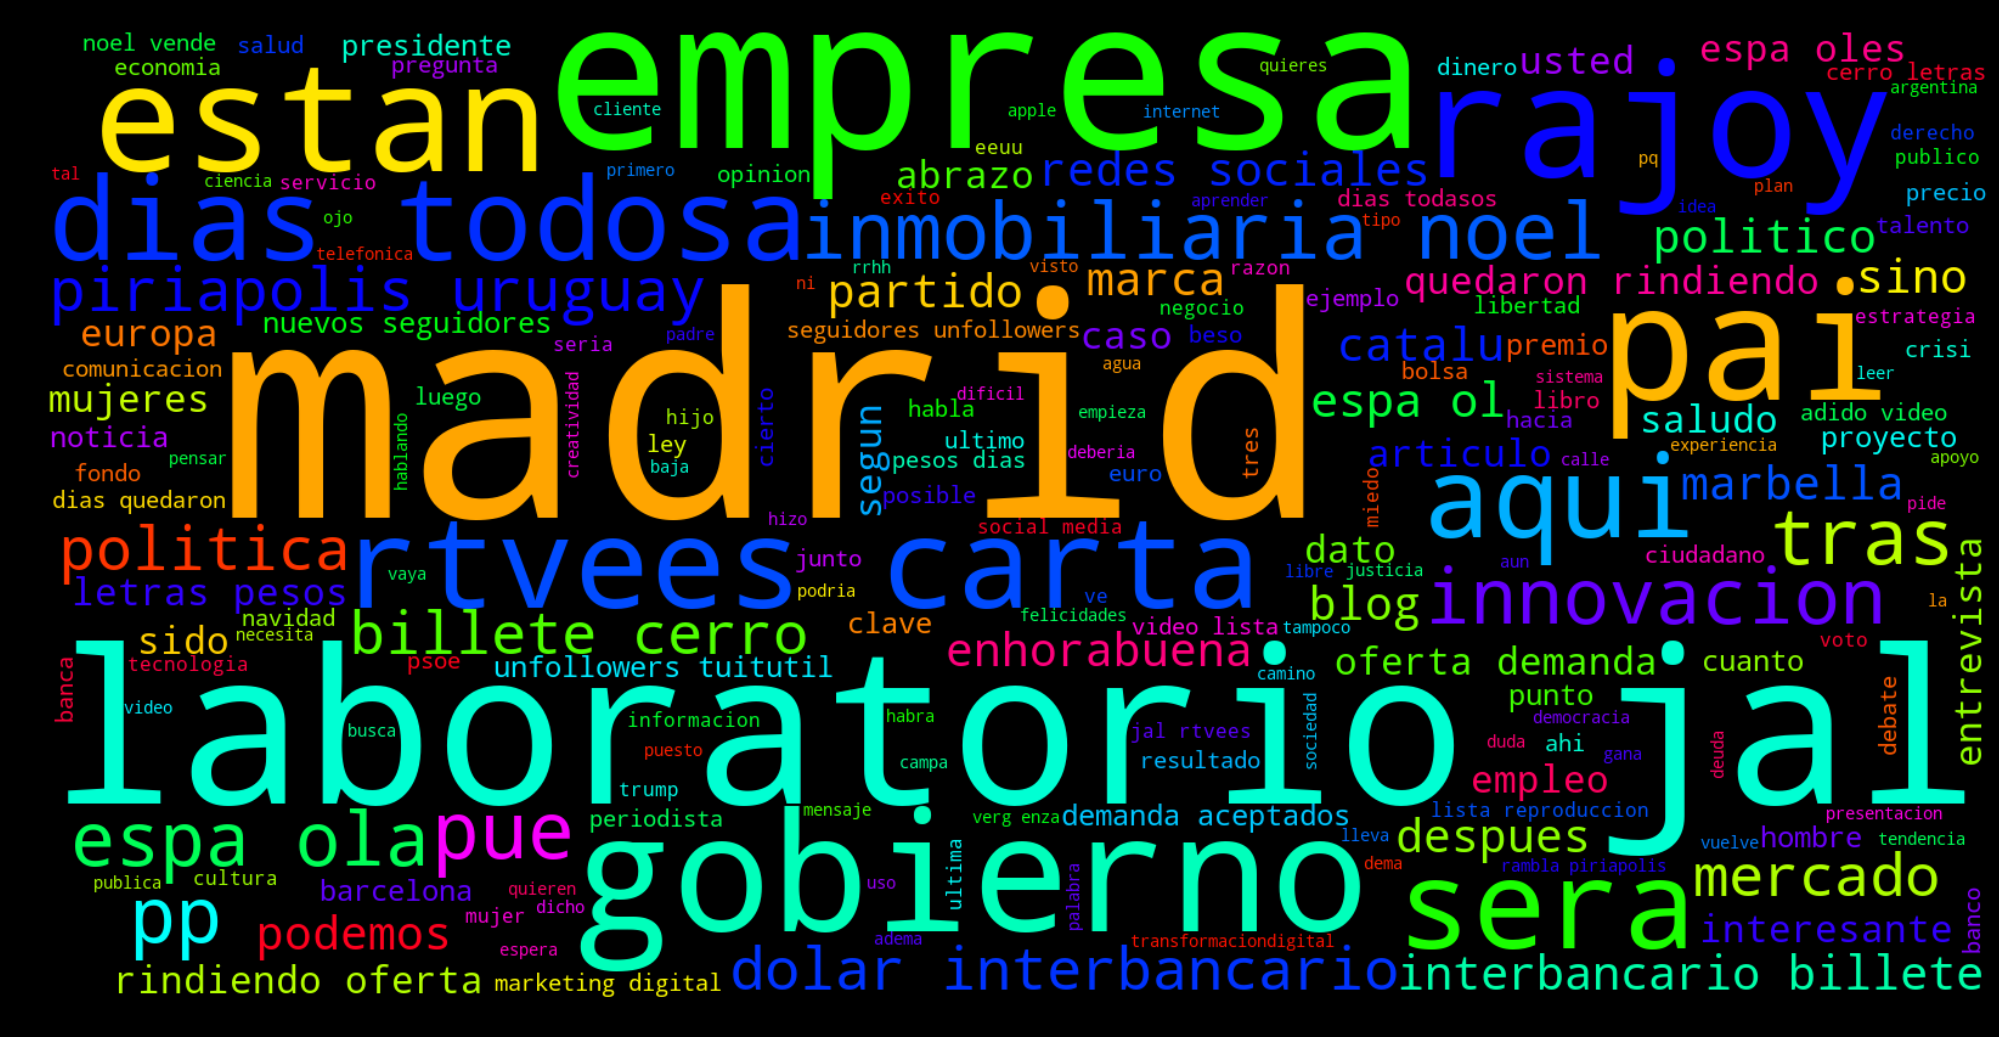 noel vende
salud
presidente
empresa
quieres
dinero
usted
espa oles
economia
pregunta
cerro letras
argentina
estan
cliente
apple
internet
rajoy
derecho
eeuu
pq
publico
tal
ciencia
servicio
primero
opinion
abrazo
redes sociales
plan
precio
dias todosa
ojo
exito
aprender
dias todasos
idea
telefonica
inmobiliaria noel
tipo
politico
talento
piriapolis uruguay
rrhh
visto
razon
ni
partido
marca
quedaron rindiendo
sino
negocio
ejemplo
libertad
europa
nuevos seguidores
padre
seguidores unfollowers
caso
beso
catalu
premio
pai
estrategia
seria
crisi
comunicacion
madrid
agua
bolsa
sistema
leer
mujeres
luego
creatividad
hijo
cierto
dificil
habla
empieza
espa ol
libro
hacia
saludo
adido video
noticia
hablando
ley
segun
ultimo
deberia
tres
articulo
experiencia
proyecto
pensar
baja
pesos dias
calle
apoyo
fondo
euro
miedo
aqui
marbella
dias quedaron
posible
pide
hizo
social media
politica
rtvees carta
junto
dato
ciudadano
tras
entrevista
vaya
libre
justicia
aun
letras pesos
podria
ve
blog
innovacion
la
navidad
felicidades
sido
necesita
billete cerro
clave
video lista
tampoco
voto
banca
tecnologia
psoe
unfollowers tuitutil
enhorabuena
camino
oferta demanda
cuanto
video
laboratorio jal
punto
busca
informacion
habra
jal rtvees
sociedad
democracia
debate
puesto
campa
resultado
duda
ahi
gana
deuda
trump
empleo
espa ola
pue
periodista
mensaje
verg enza
demanda aceptados
lista reproduccion
presentacion
gobierno
lleva
despues
vuelve
hombre
tendencia
publica
cultura
ultima
dema
rambla piriapolis
barcelona
quieren
uso
palabra
sera
mercado
pp
mujer
dicho
podemos
espera
adema
transformaciondigital
interesante
banco
rindiendo oferta
marketing digital
dolar interbancario
interbancario billete